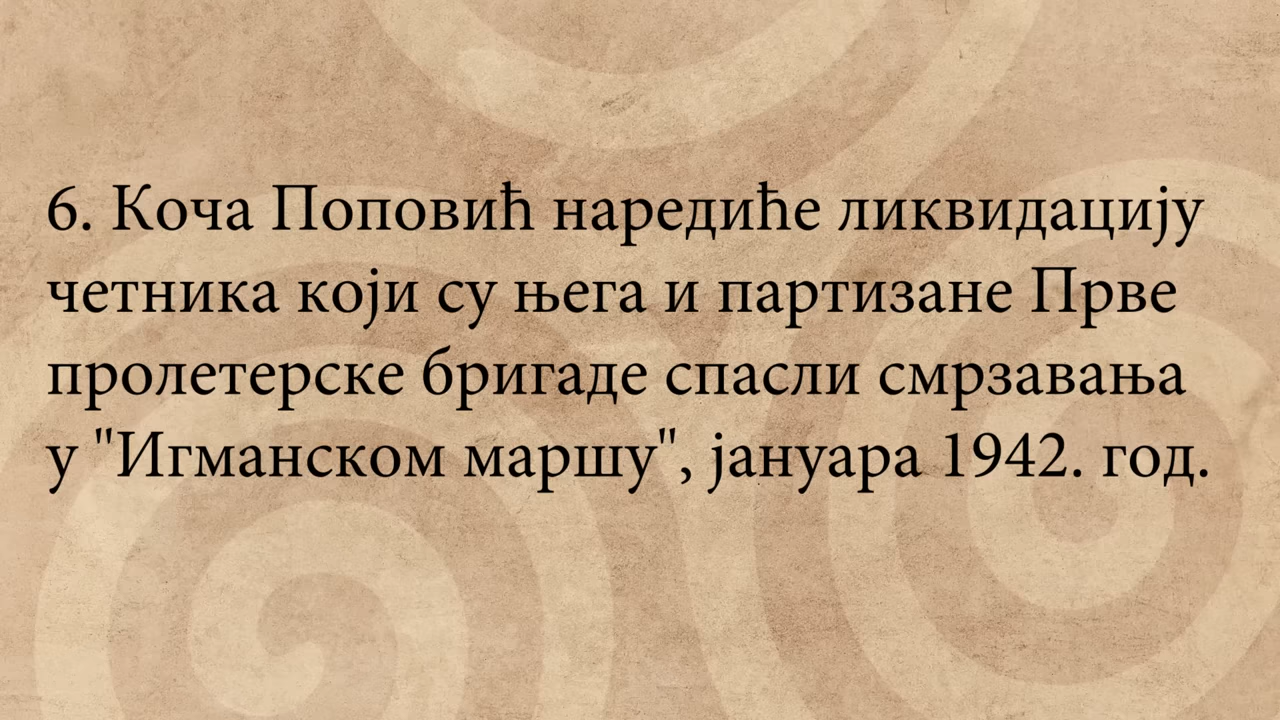 6. Коча Поповић наредиће ликвидацију
четника који су њега и партизане Прве
пролетерске бригаде спасли смрзавања
у "Игманском маршу", јануара 1942. год.